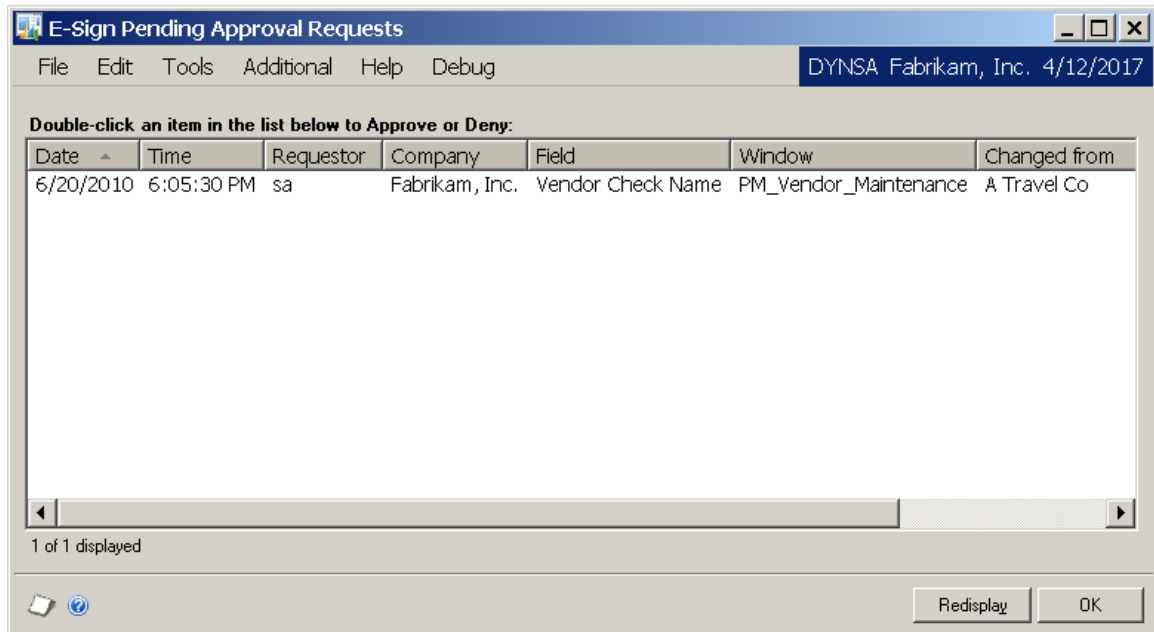 E-Sign Pending Approval Requests
File Edit Tools Additional Help Debug DYNSA Fabrikam, Inc. 4/12/2017
Double-click an item in the list below to Approve or Deny:
Date Time Requestor Company Field Window Changed from
6/20/2010 6:05:30 PM sa Fabrikam, Inc. Vendor Check Name PM_Vendor_Maintenance A Travel Co
1 of 1 displayed
Redisplay OK